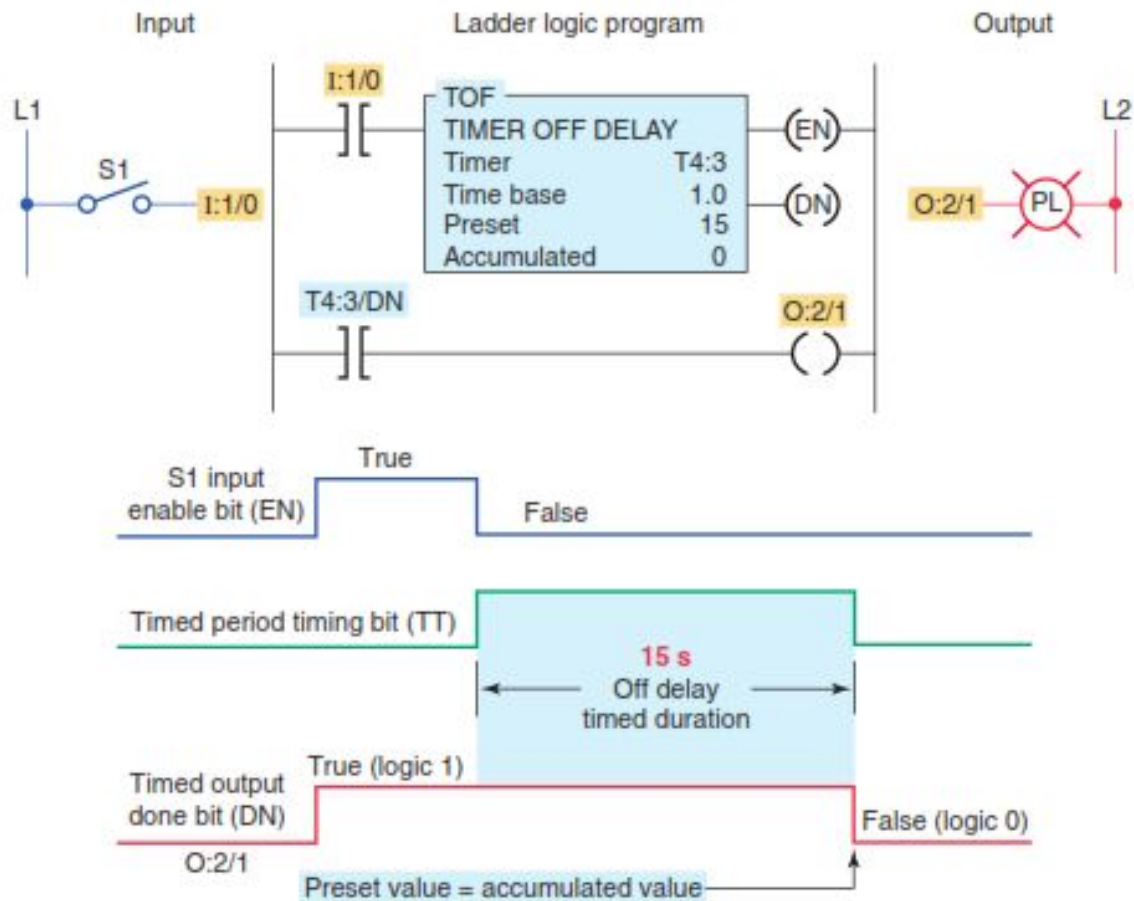 Input
Ladder logic program
Output
L1
S1
I:1/0
I:1/0
TOF
TIMER OFF DELAY
Timer T4:3
Time base 1.0
Preset 15
Accumulated 0
EN
DN
L2
O:2/1
PL
T4:3/DN
O:2/1
S1 input
enable bit (EN)
True
False
Timed period timing bit (TT)
15 s
Off delay
timed duration
Timed output
done bit (DN)
O:2/1
True (logic 1)
False (logic 0)
Preset value = accumulated value